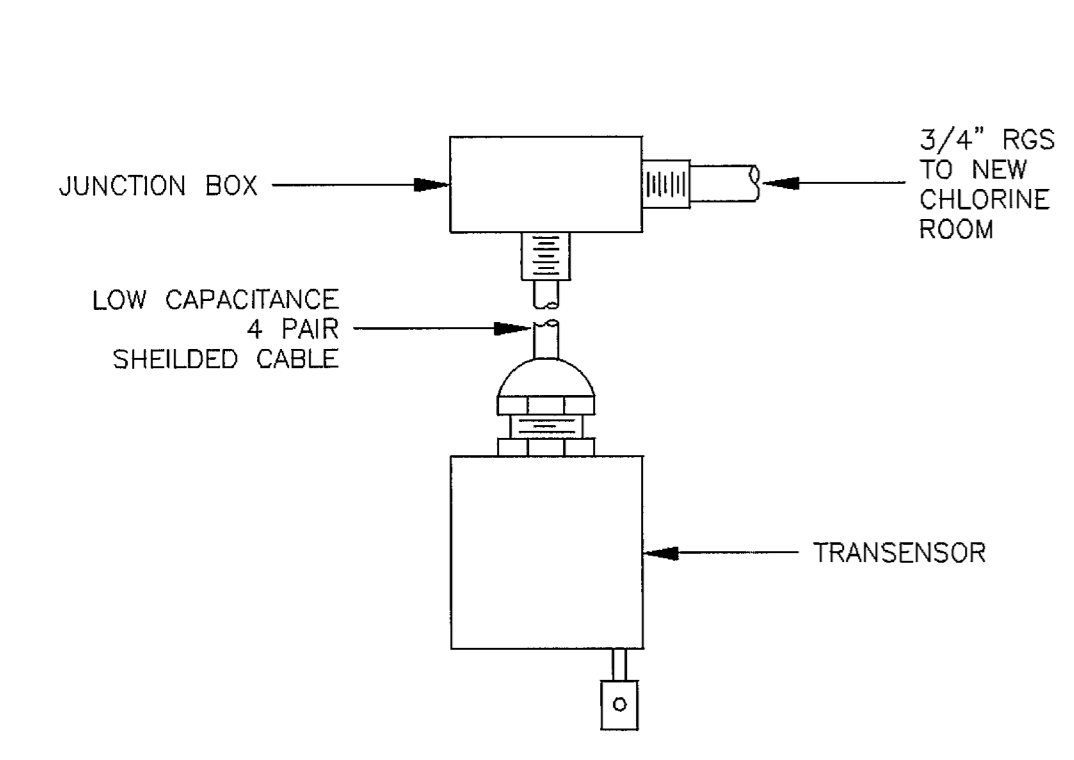 3/4" RGS
TO NEW
CHLORINE
ROOM
JUNCTION BOX
LOW CAPACITANCE
4 PAIR
SHEILDED CABLE
TRANSENSOR